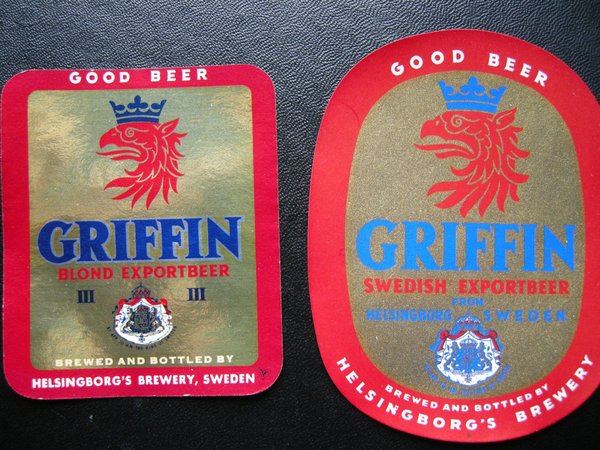 GOOD BEER
GRIFFIN
BLOND EXPORTBEER
III III
BREWED AND BOTTLED BY
HELSINGBORG'S BREWERY, SWEDEN
GOOD BEER
GRIFFIN
SWEDISH EXPORTBEER
FROM
HELSINGBORG SWEDEN
BREWED AND BOTTLED BY
HELSINGBORG'S BREWERY